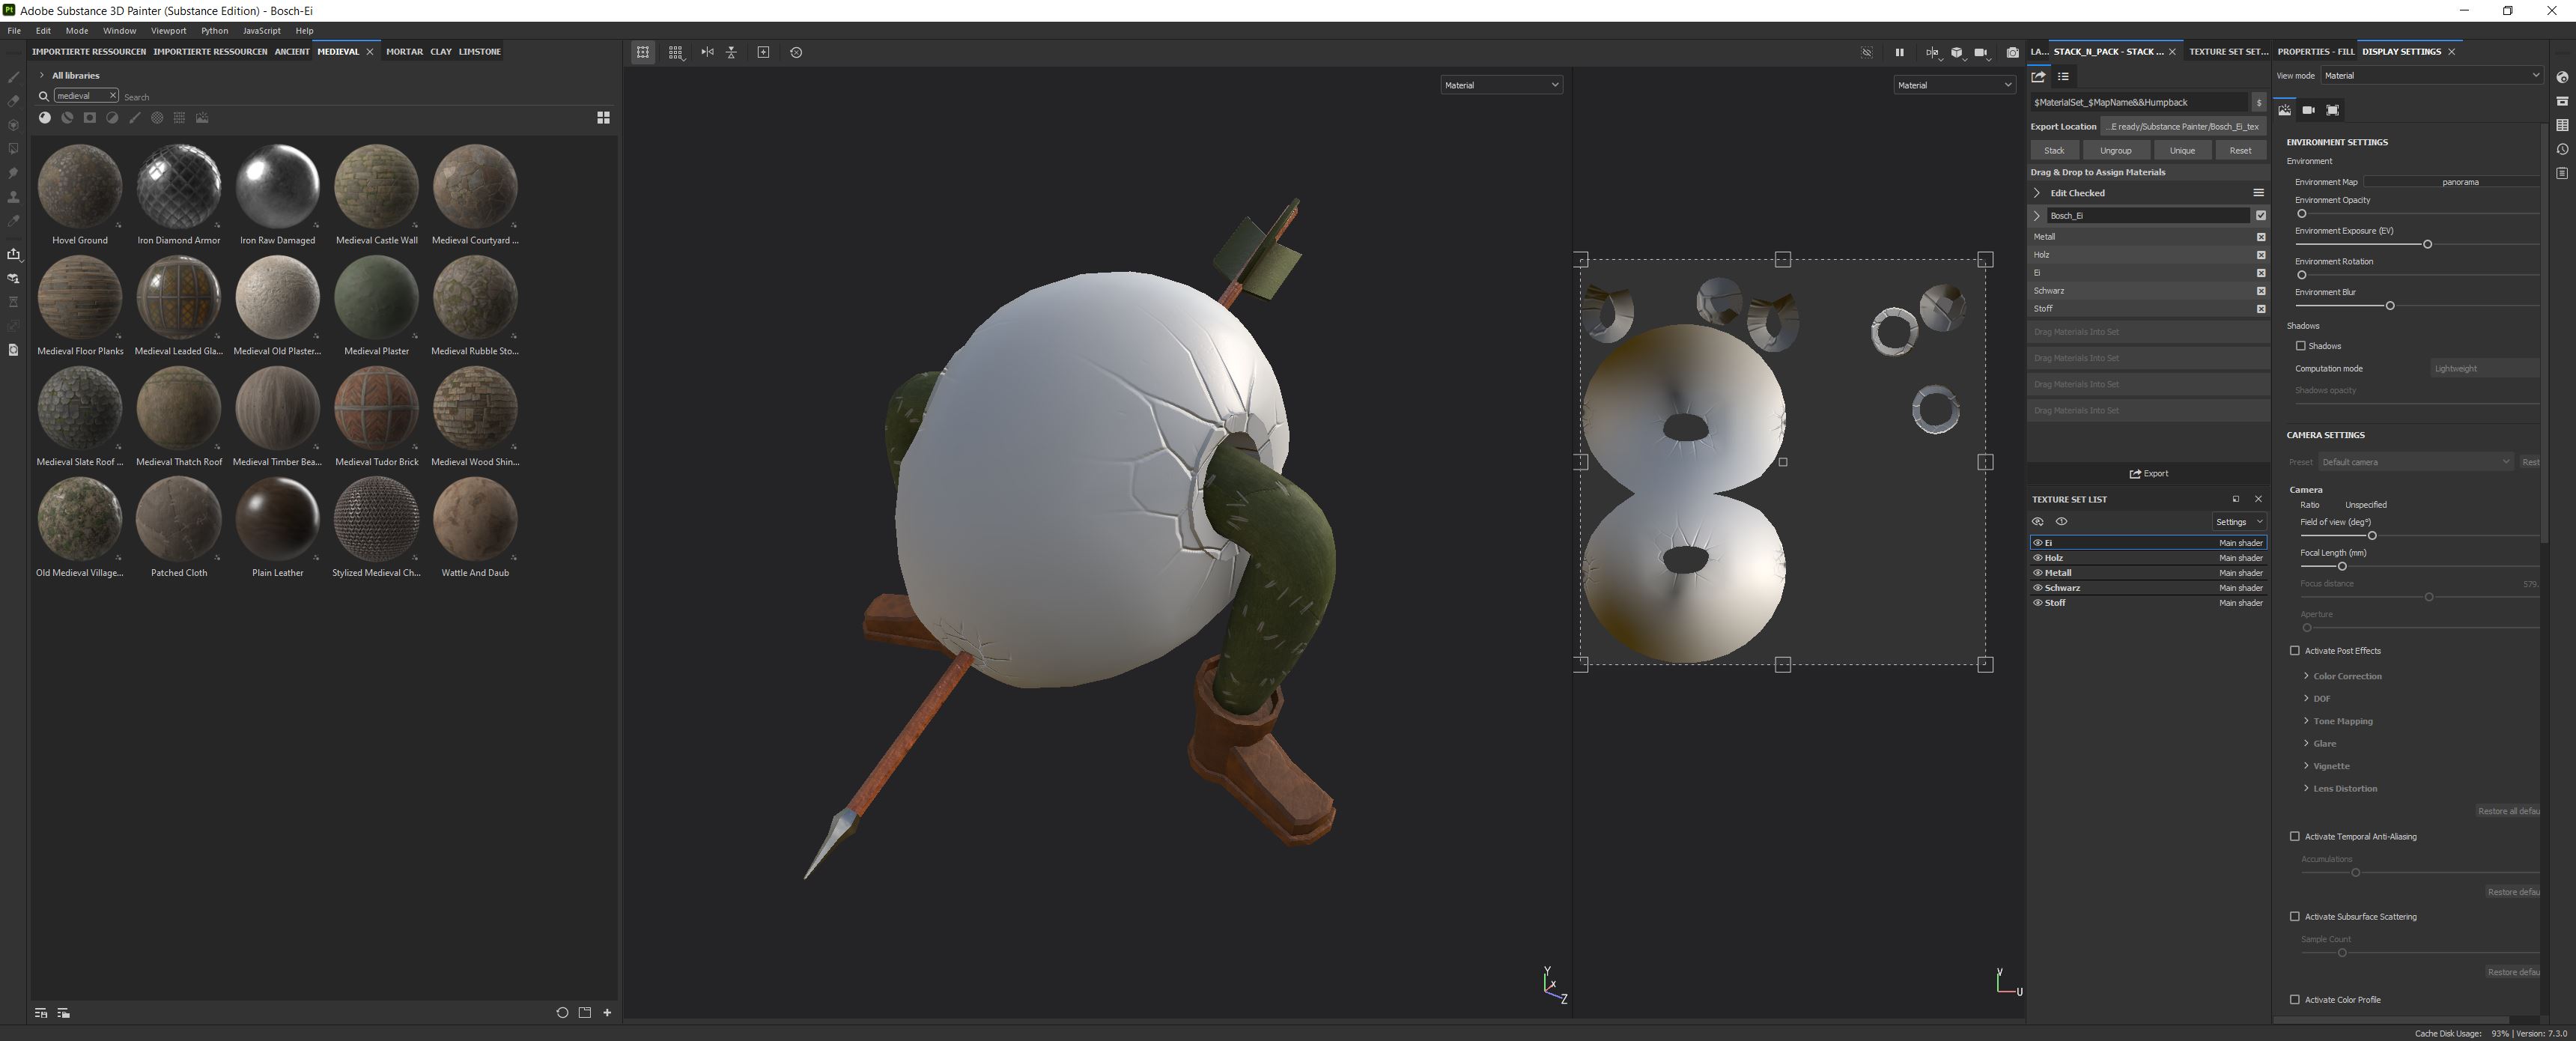 Adobe Substance 3D Painter (Substance Edition) - Bosch-Ei
File Edit Mode Window Viewport Python JavaScript Help
IMPORTIERTE RESSOURCEN IMPORTIERTE RESSOURCEN ANCIENT MEDIEVAL MORTAR CLAY LIMSTONE
All libraries
medieval Search
Hovel Ground Iron Diamond Armor Iron Raw Damaged Medieval Castle Wall Medieval Courtyard ...
Medieval Floor Planks Medieval Leaded Gla... Medieval Old Plaster... Medieval Plaster Medieval Rubble Sto...
Medieval Slate Roof ... Medieval Thatch Roof Medieval Timber Bea... Medieval Tudor Brick Medieval Wood Shin...
Old Medieval Village... Patched Cloth Plain Leather Stylized Medieval Ch... Wattle And Daub
Material
Y
X
Z
Material
V
U
LA... STACK_N_PACK - STACK ... TEXTURE SET SET...
$MaterialSet_$MapName&&Humpback $
Export Location ...E ready/Substance Painter/Bosch_Ei_tex
Stack Ungroup Unique Reset
Drag & Drop to Assign Materials
Edit Checked
Bosch_Ei
Metall
Holz
Ei
Schwarz
Stoff
Drag Materials Into Set
Drag Materials Into Set
Drag Materials Into Set
Drag Materials Into Set
Export
TEXTURE SET LIST
Settings
Ei Main shader
Holz Main shader
Metall Main shader
Schwarz Main shader
Stoff Main shader
PROPERTIES - FILL DISPLAY SETTINGS
View mode Material
ENVIRONMENT SETTINGS
Environment
Environment Map panorama
Environment Opacity
Environment Exposure (EV)
Environment Rotation
Environment Blur
Shadows
Shadows
Computation mode Lightweight
Shadows opacity
CAMERA SETTINGS
Preset Default camera Rest
Camera
Ratio Unspecified
Field of view (deg°)
Focal Length (mm)
Focus distance 579.
Aperture
Activate Post Effects
Color Correction
DOF
Tone Mapping
Glare
Vignette
Lens Distortion
Restore all defau
Activate Temporal Anti-Aliasing
Accumulations
Restore defau
Activate Subsurface Scattering
Sample Count
Restore defau
Activate Color Profile
Cache Disk Usage: 93% | Version: 7.3.0